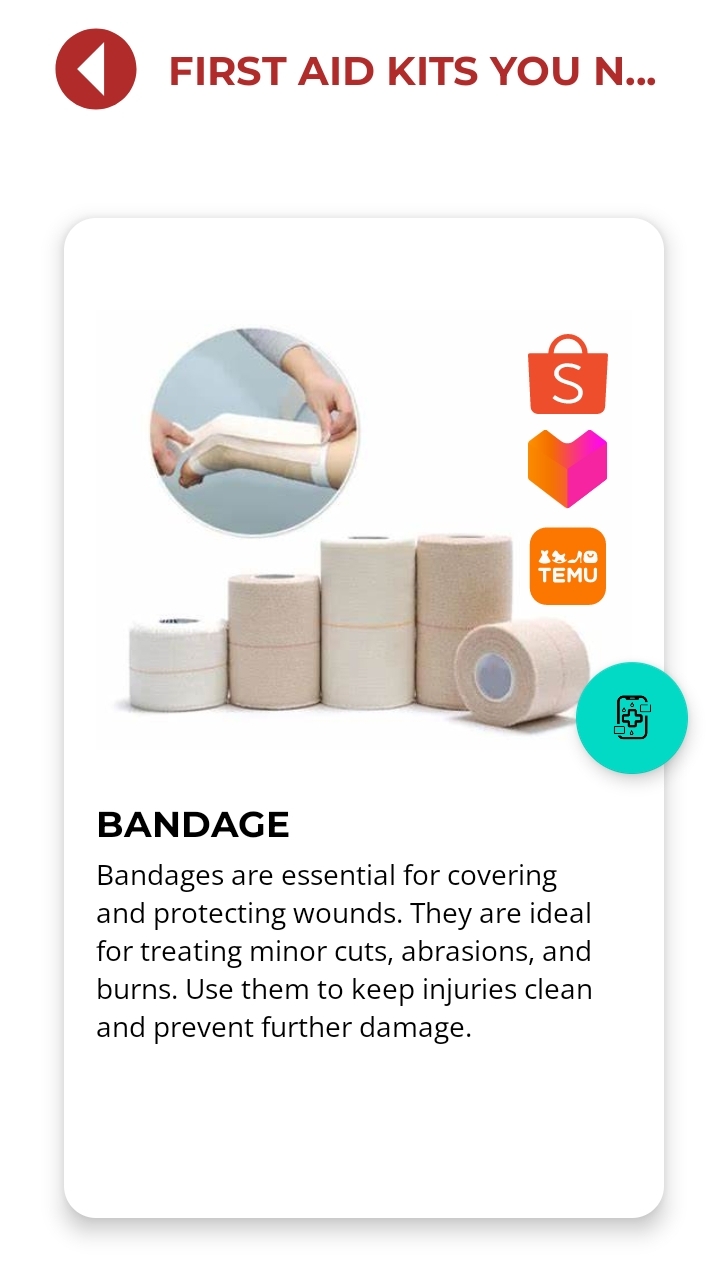 FIRST AID KITS YOU N...
S
TEMU
BANDAGE
Bandages are essential for covering
and protecting wounds. They are ideal
for treating minor cuts, abrasions, and
burns. Use them to keep injuries clean
and prevent further damage.